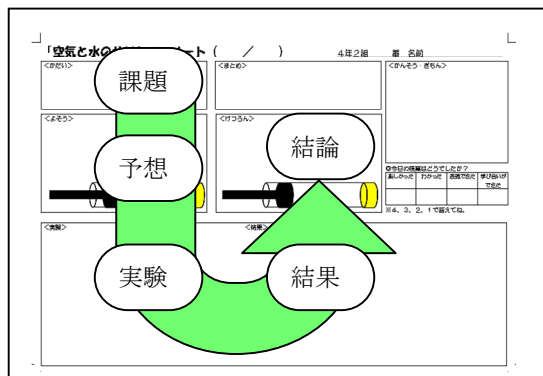 「空気と水の
ート（　／　）
4年2組　番 名前
<かだい>
<まとめ>
<かんそう・ぎもん>
課題
<よそう>
<けつろん>
予想
結論
◎今日の授業はどうでしたか？
楽しかった わかった 発表できた 学び合いができた
※4、3、2、1で答えてね。
<実験>
<結果>
実験
結果